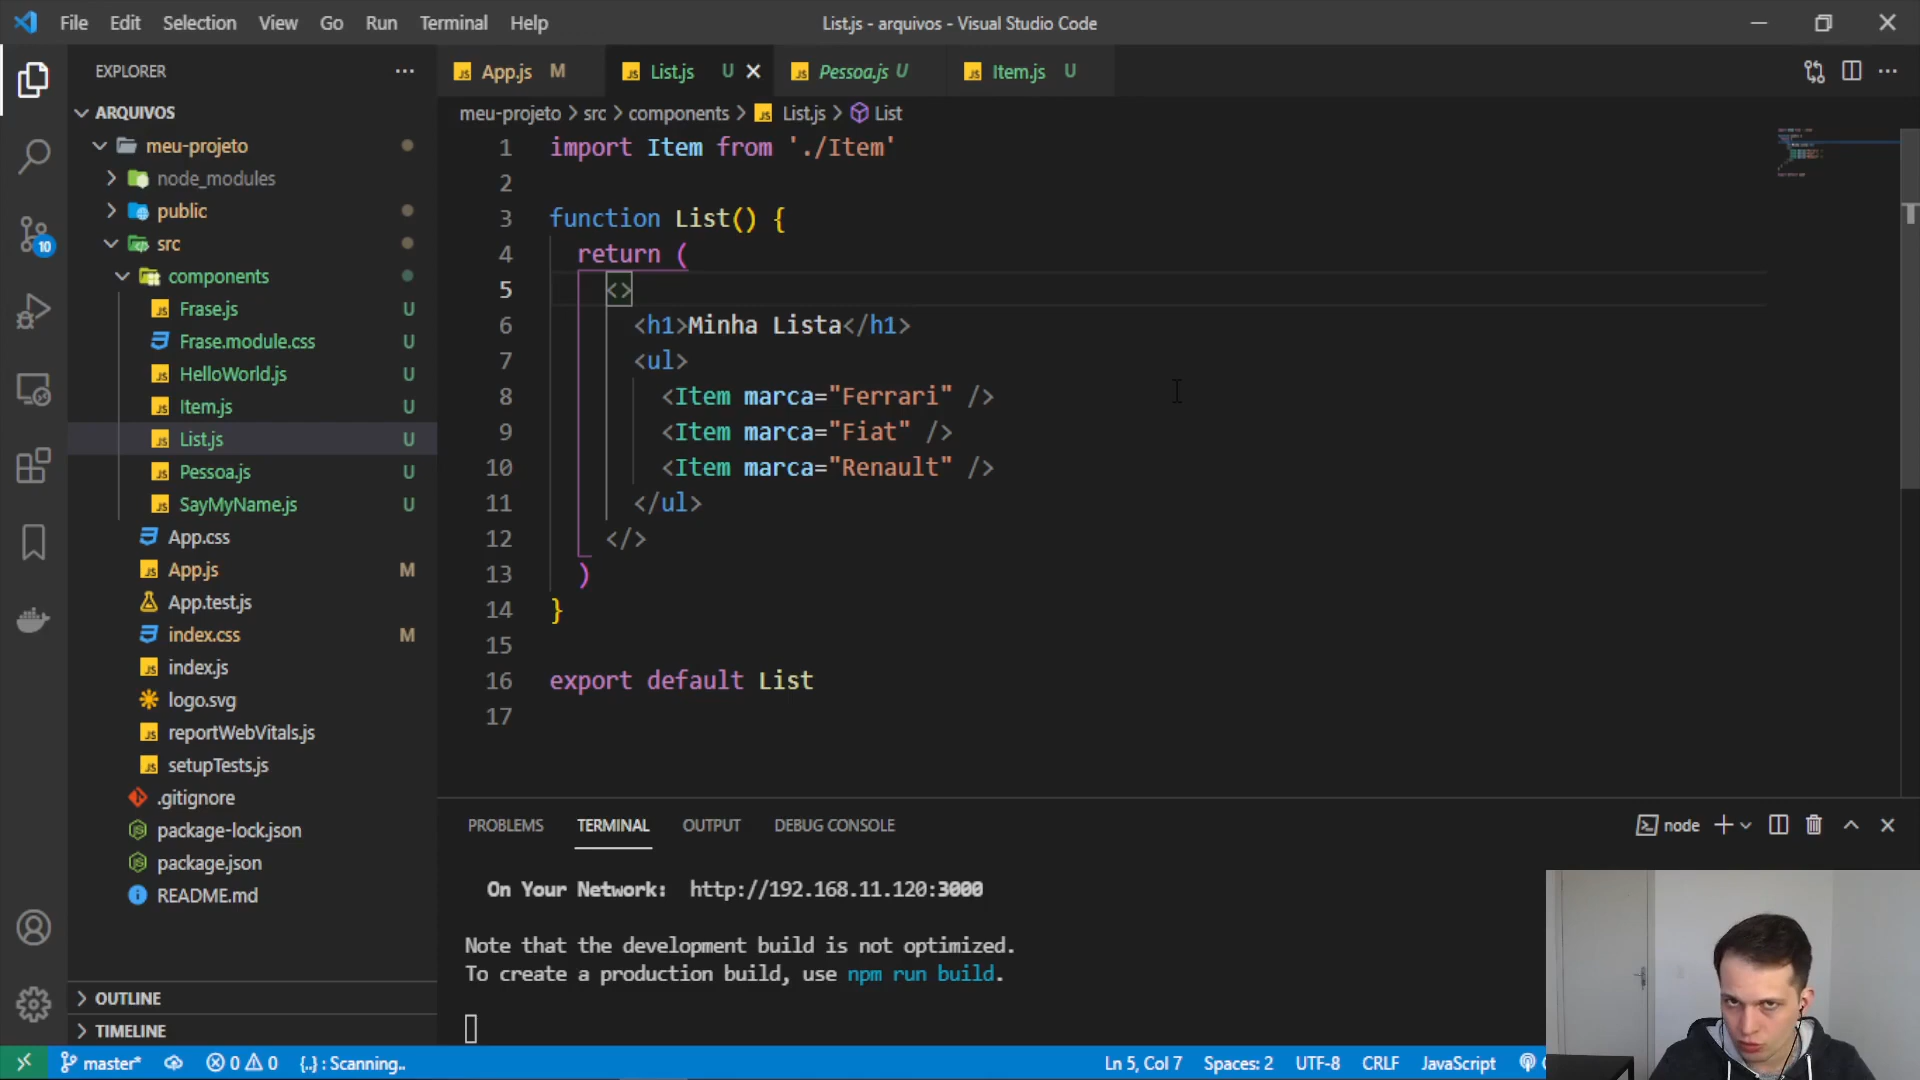 File Edit Selection View Go Run Terminal Help
List.js - arquivos - Visual Studio Code
EXPLORER
ARQUIVOS
meu-projeto
node_modules
public
src
components
Frase.js U
Frase.module.css U
HelloWorld.js U
Item.js U
List.js U
Pessoa.js U
SayMyName.js U
App.css
App.js M
App.test.js
index.css M
index.js
logo.svg
reportWebVitals.js
setupTests.js
.gitignore
package-lock.json
package.json
README.md
OUTLINE
TIMELINE
10
App.js M List.js U Pessoa.js U Item.js U
meu-projeto > src > components > List.js > List
1 import Item from './Item'
2
3 function List() {
4 return (
5 <>
6 <h1>Minha Lista</h1>
7 <ul>
8 <Item marca="Ferrari" />
9 <Item marca="Fiat" />
10 <Item marca="Renault" />
11 </ul>
12 </>
13 )
14 }
15
16 export default List
17
PROBLEMS TERMINAL OUTPUT DEBUG CONSOLE
node
On Your Network: http://192.168.11.120:3000
Note that the development build is not optimized.
To create a production build, use npm run build.
master* 0 0 {..} : Scanning..
Ln 5, Col 7 Spaces: 2 UTF-8 CRLF JavaScript